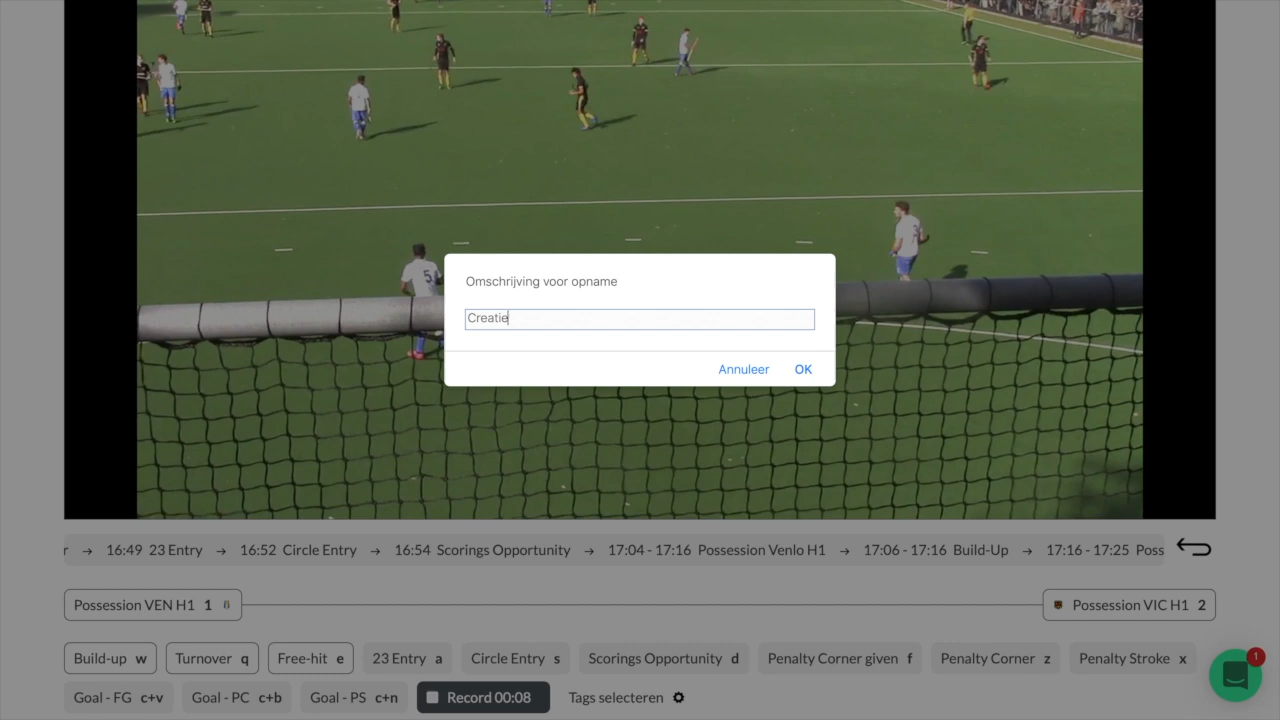 5
Omschrijving voor opname
Creatie
Annuleer OK
r → 16:49 23 Entry → 16:52 Circle Entry → 16:54 Scorings Opportunity → 17:04 - 17:16 Possession Venlo H1 → 17:06 - 17:16 Build-Up → 17:16 - 17:25 Poss
Possession VEN H1 1 Possession VIC H1 2
Build-up w Turnover q Free-hit e 23 Entry a Circle Entry s Scorings Opportunity d Penalty Corner given f Penalty Corner z Penalty Stroke x 1
Goal - FG c+v Goal - PC c+b Goal - PS c+n Record 00:08 Tags selecteren